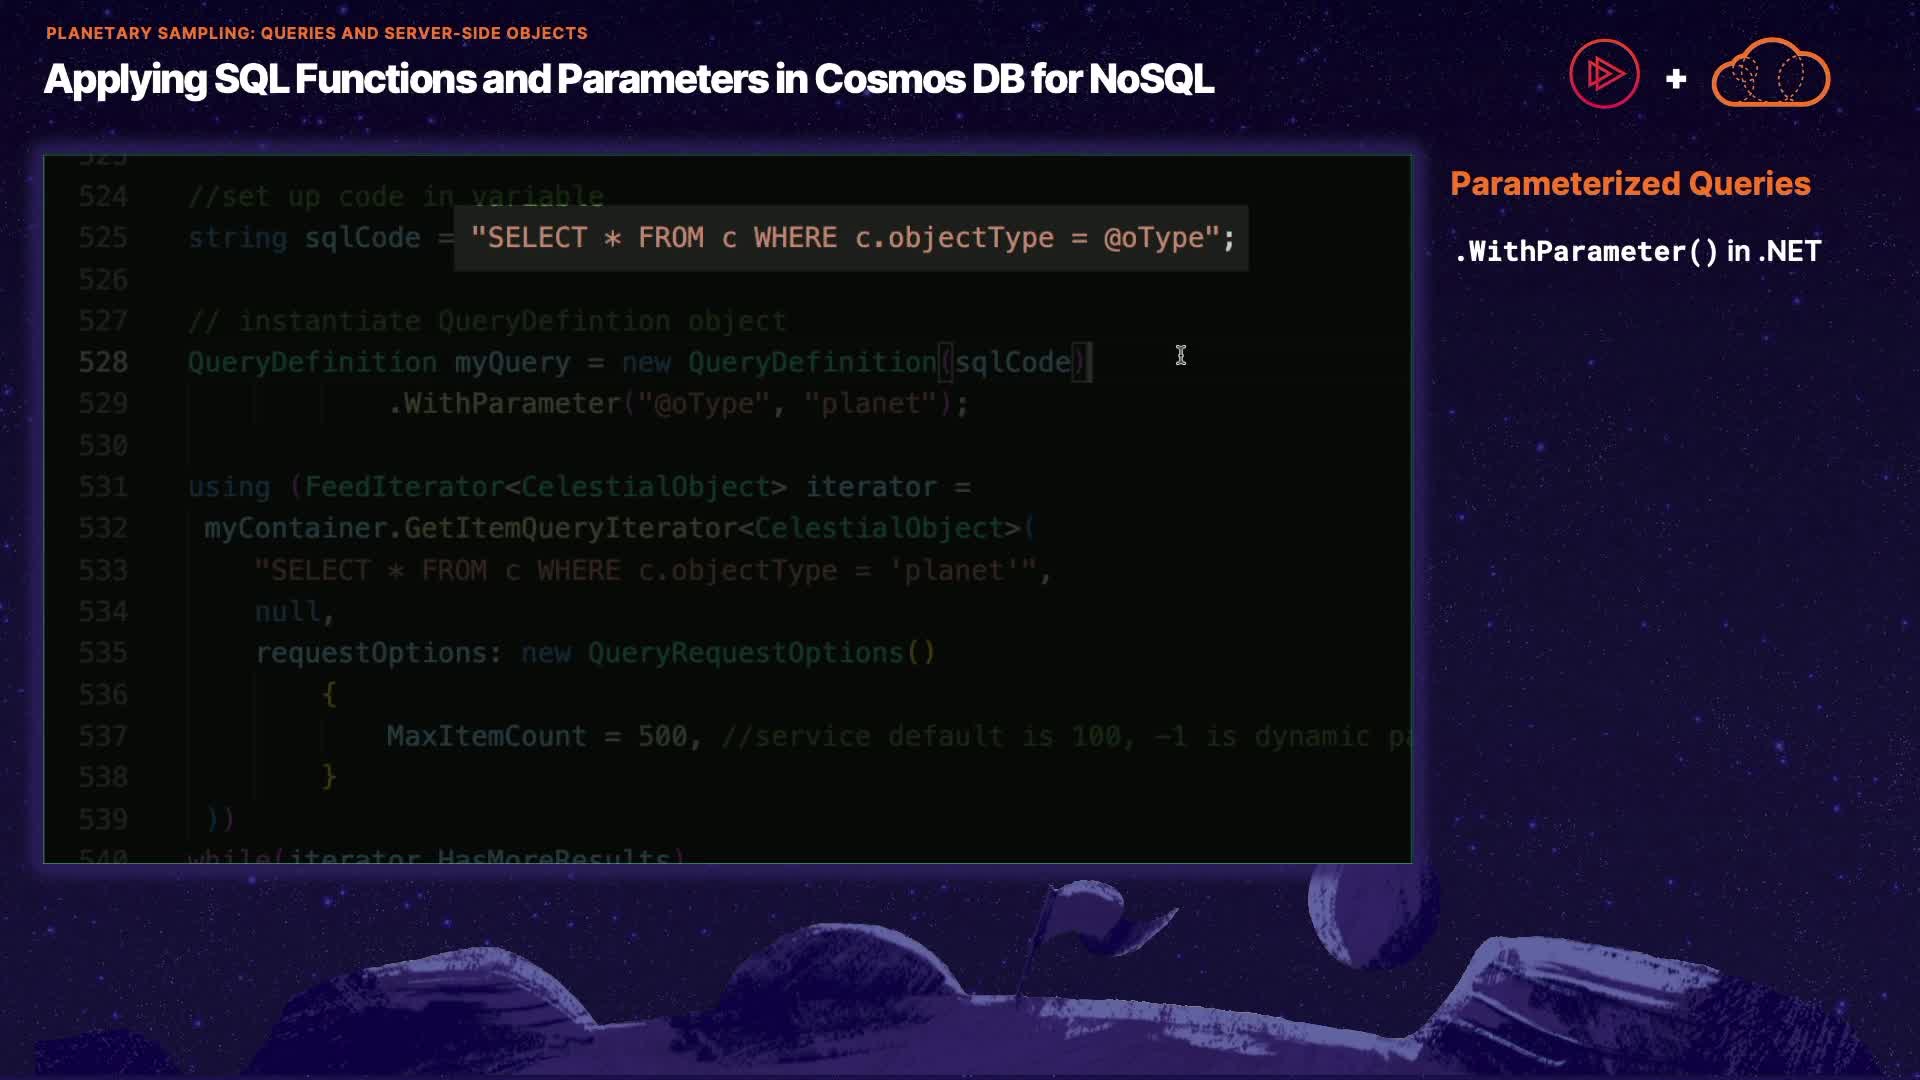 PLANETARY SAMPLING: QUERIES AND SERVER-SIDE OBJECTS
Applying SQL Functions and Parameters in Cosmos DB for NoSQL
+
523
524 //set up code in variable
525 string sqlCode = "SELECT * FROM c WHERE c.objectType = @oType";
526
527 // instantiate QueryDefintion object
528 QueryDefinition myQuery = new QueryDefinition(sqlCode)
529 .WithParameter("@oType", "planet");
530
531 using (FeedIterator<CelestialObject> iterator =
532 myContainer.GetItemQueryIterator<CelestialObject>(
533 "SELECT * FROM c WHERE c.objectType = 'planet'",
534 null,
535 requestOptions: new QueryRequestOptions()
536 {
537 MaxItemCount = 500, //service default is 100, -1 is dynamic pa
538 }
539 ))
540 while(iterator.HasMoreResults)
Parameterized Queries
.WithParameter() in .NET